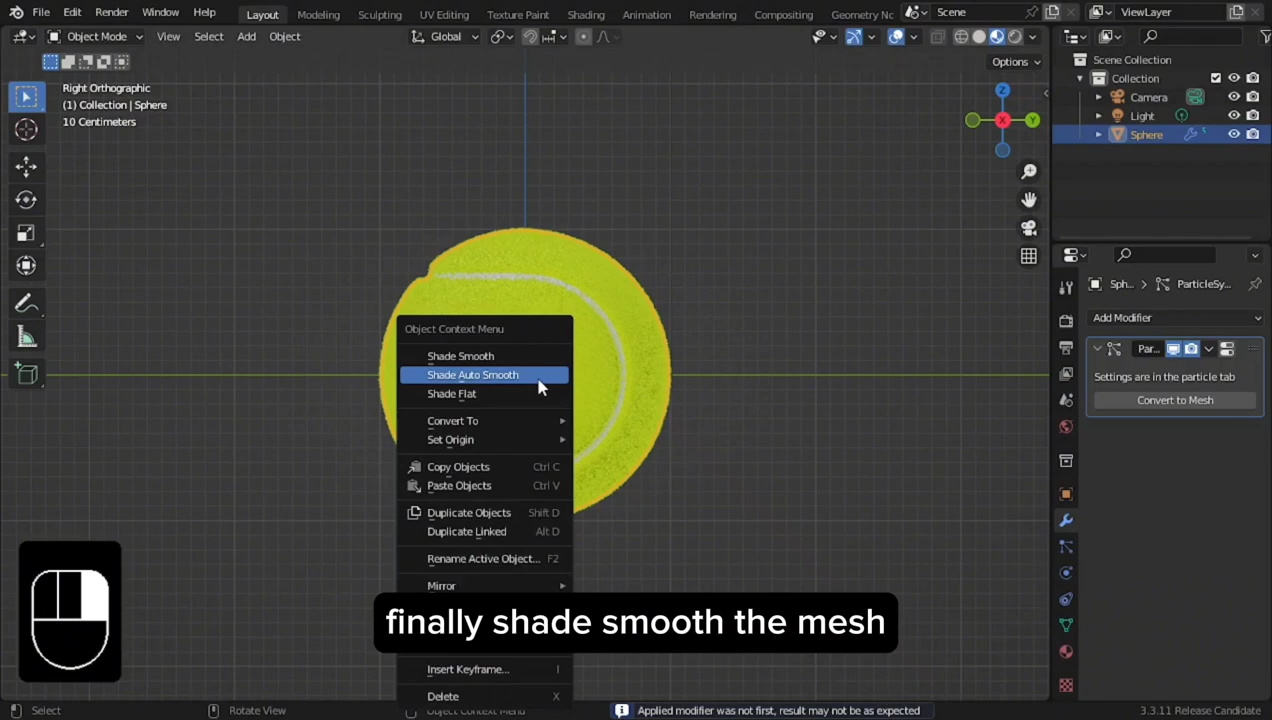 File Edit Render Window Help Layout Modeling Sculpting UV Editing Texture Paint Shading Animation Rendering Compositing Geometry Nc Scene ViewLayer
Object Mode View Select Add Object Global
Options
Right Orthographic
(1) Collection | Sphere
10 Centimeters
Z
X
Y
Scene Collection
Collection
Camera
Light
Sphere
Sph... > ParticleSy...
Add Modifier
Par...
Settings are in the particle tab
Convert to Mesh
Object Context Menu
Shade Smooth
Shade Auto Smooth
Shade Flat
Convert To
Set Origin
Copy Objects Ctrl C
Paste Objects Ctrl V
Duplicate Objects Shift D
Duplicate Linked Alt D
Rename Active Object... F2
Mirror
finally shade smooth the mesh
Insert Keyframe... I
Delete X
Select Rotate View Object Context Menu Applied modifier was not first, result may not be as expected 3.3.11 Release Candidate